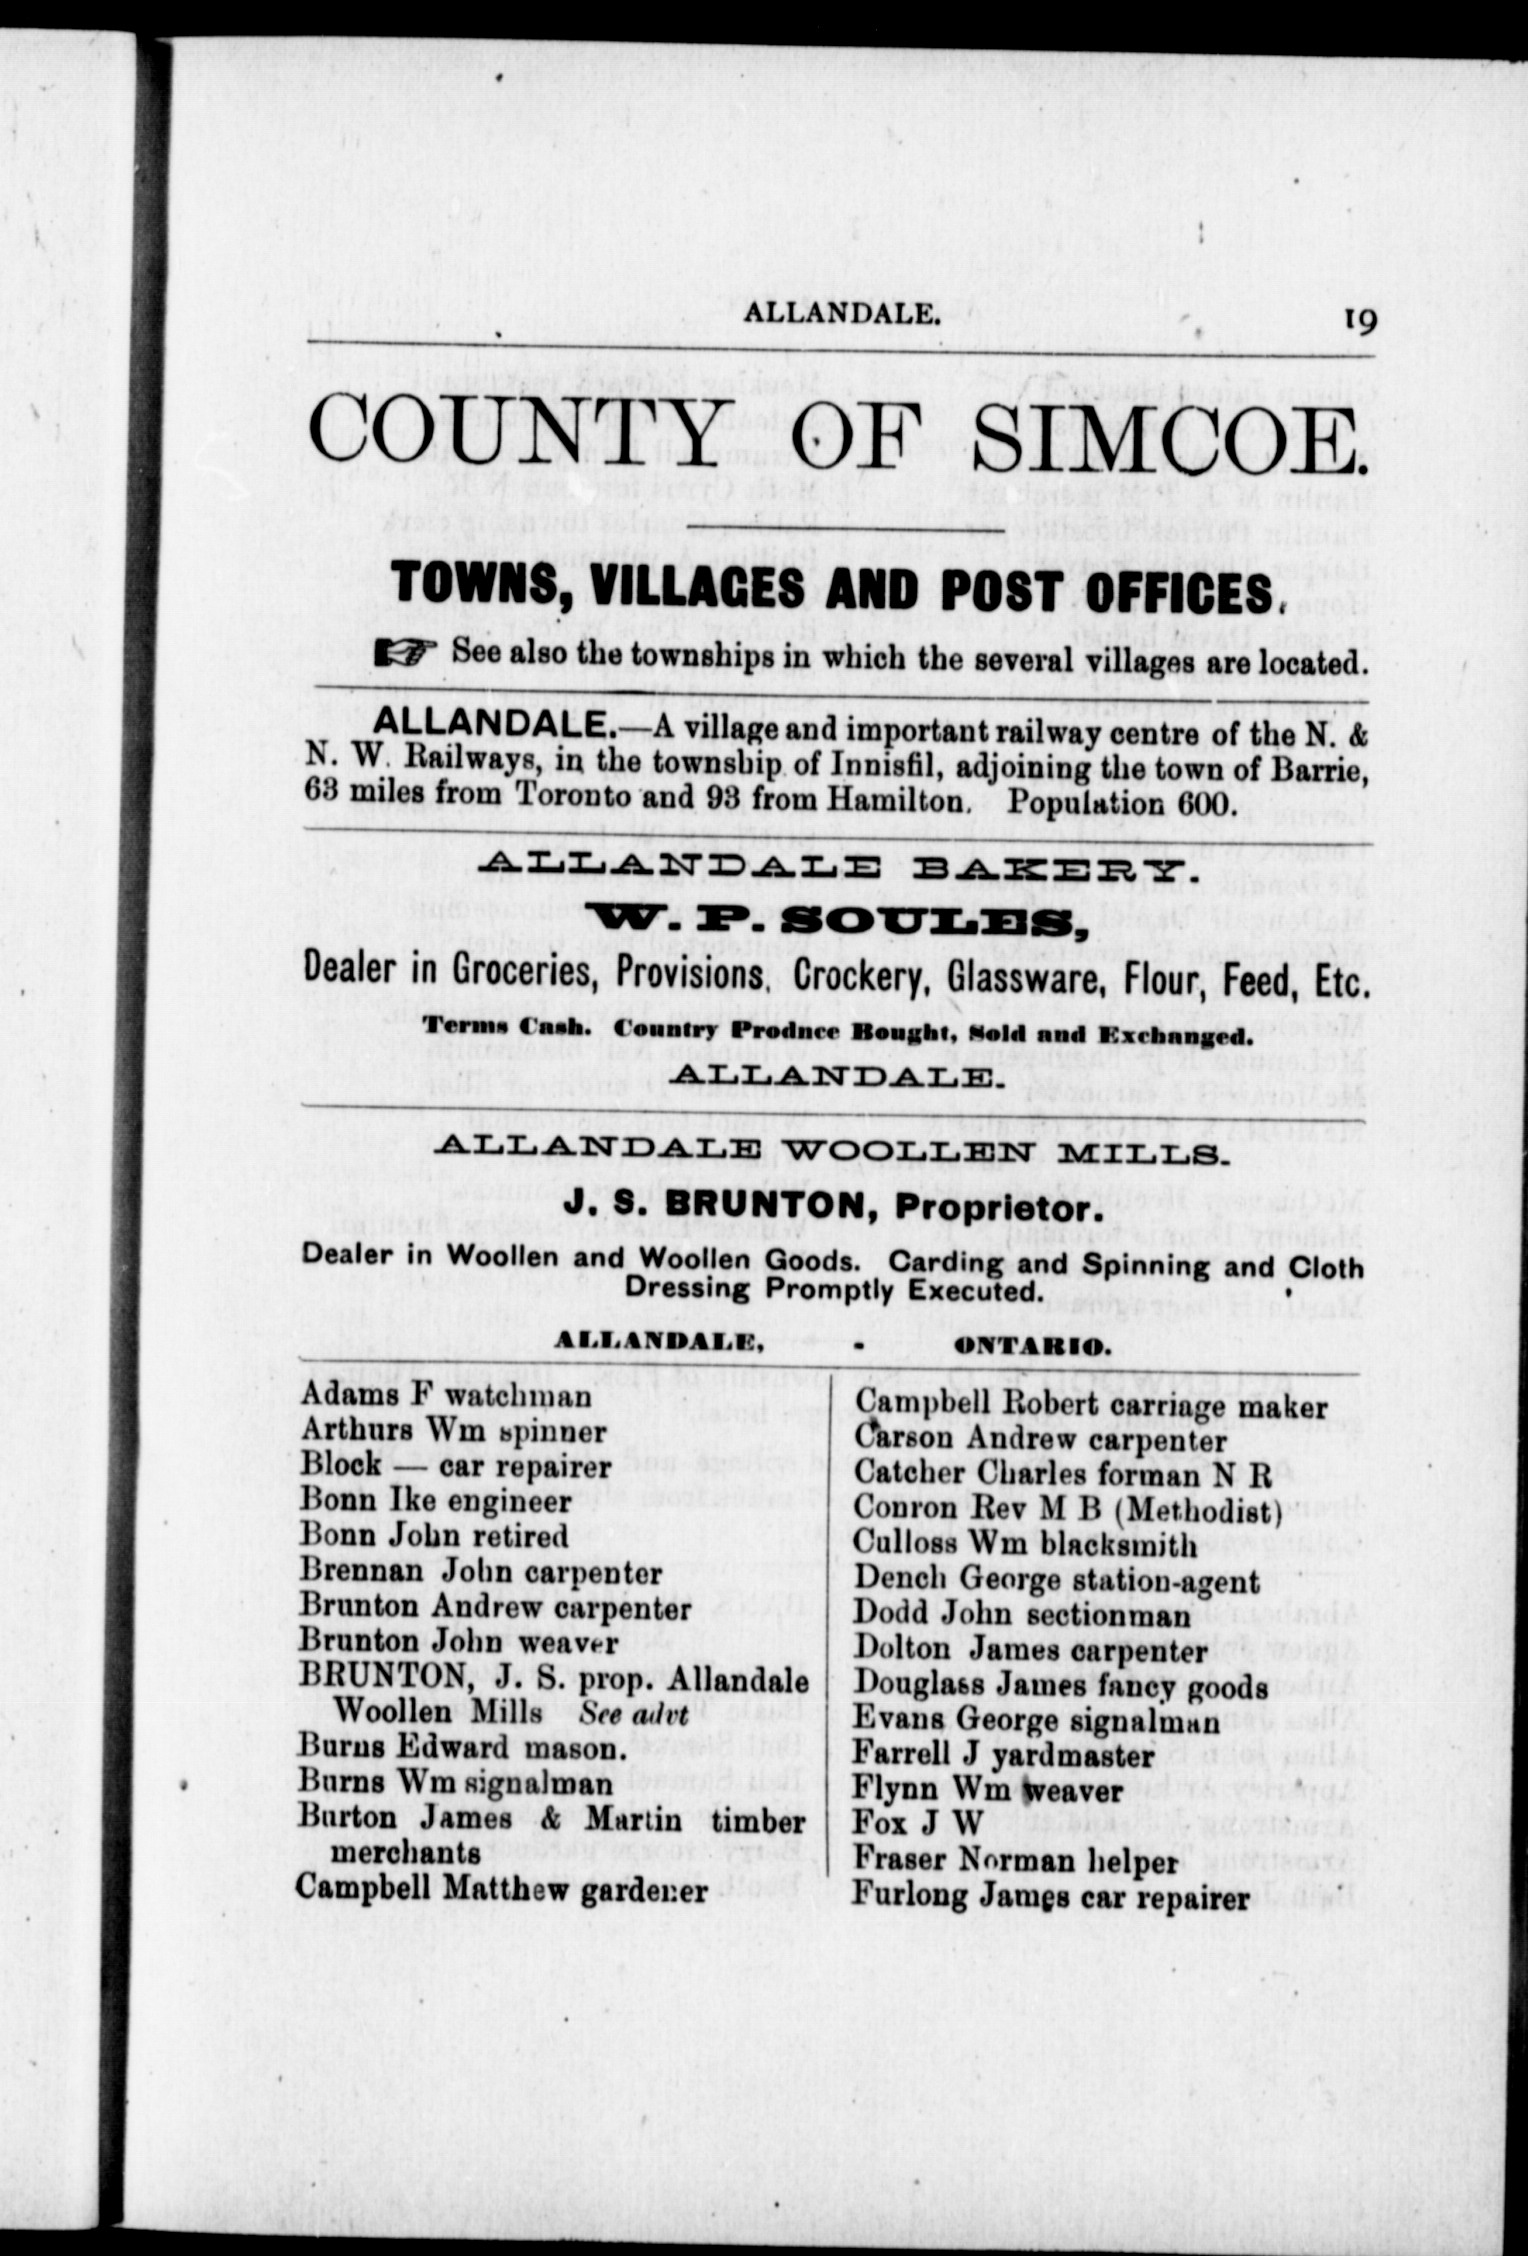 ALLANDALE. 19
COUNTY OF SIMCOE.
TOWNS, VILLAGES AND POST OFFICES.
☞ See also the townships in which the several villages are located.
ALLANDALE.—A village and important railway centre of the N. &
N. W. Railways, in the township of Innisfil, adjoining the town of Barrie,
63 miles from Toronto and 93 from Hamilton. Population 600.
ALLANDALE BAKERY.
W. P. SOULES,
Dealer in Groceries, Provisions, Crockery, Glassware, Flour, Feed, Etc.
Terms Cash. Country Produce Bought, Sold and Exchanged.
ALLANDALE.
ALLANDALE WOOLLEN MILLS.
J. S. BRUNTON, Proprietor.
Dealer in Woollen and Woollen Goods. Carding and Spinning and Cloth
Dressing Promptly Executed.
ALLANDALE, - ONTARIO.
Adams F watchman
Arthurs Wm spinner
Block — car repairer
Bonn Ike engineer
Bonn John retired
Brennan John carpenter
Brunton Andrew carpenter
Brunton John weaver
BRUNTON, J. S. prop. Allandale
Woollen Mills See advt
Burns Edward mason.
Burns Wm signalman
Burton James & Martin timber
merchants
Campbell Matthew gardener
Campbell Robert carriage maker
Carson Andrew carpenter
Catcher Charles forman N R
Conron Rev M B (Methodist)
Culloss Wm blacksmith
Dench George station-agent
Dodd John sectionman
Dolton James carpenter
Douglass James fancy goods
Evans George signalman
Farrell J yardmaster
Flynn Wm weaver
Fox J W
Fraser Norman helper
Furlong James car repairer